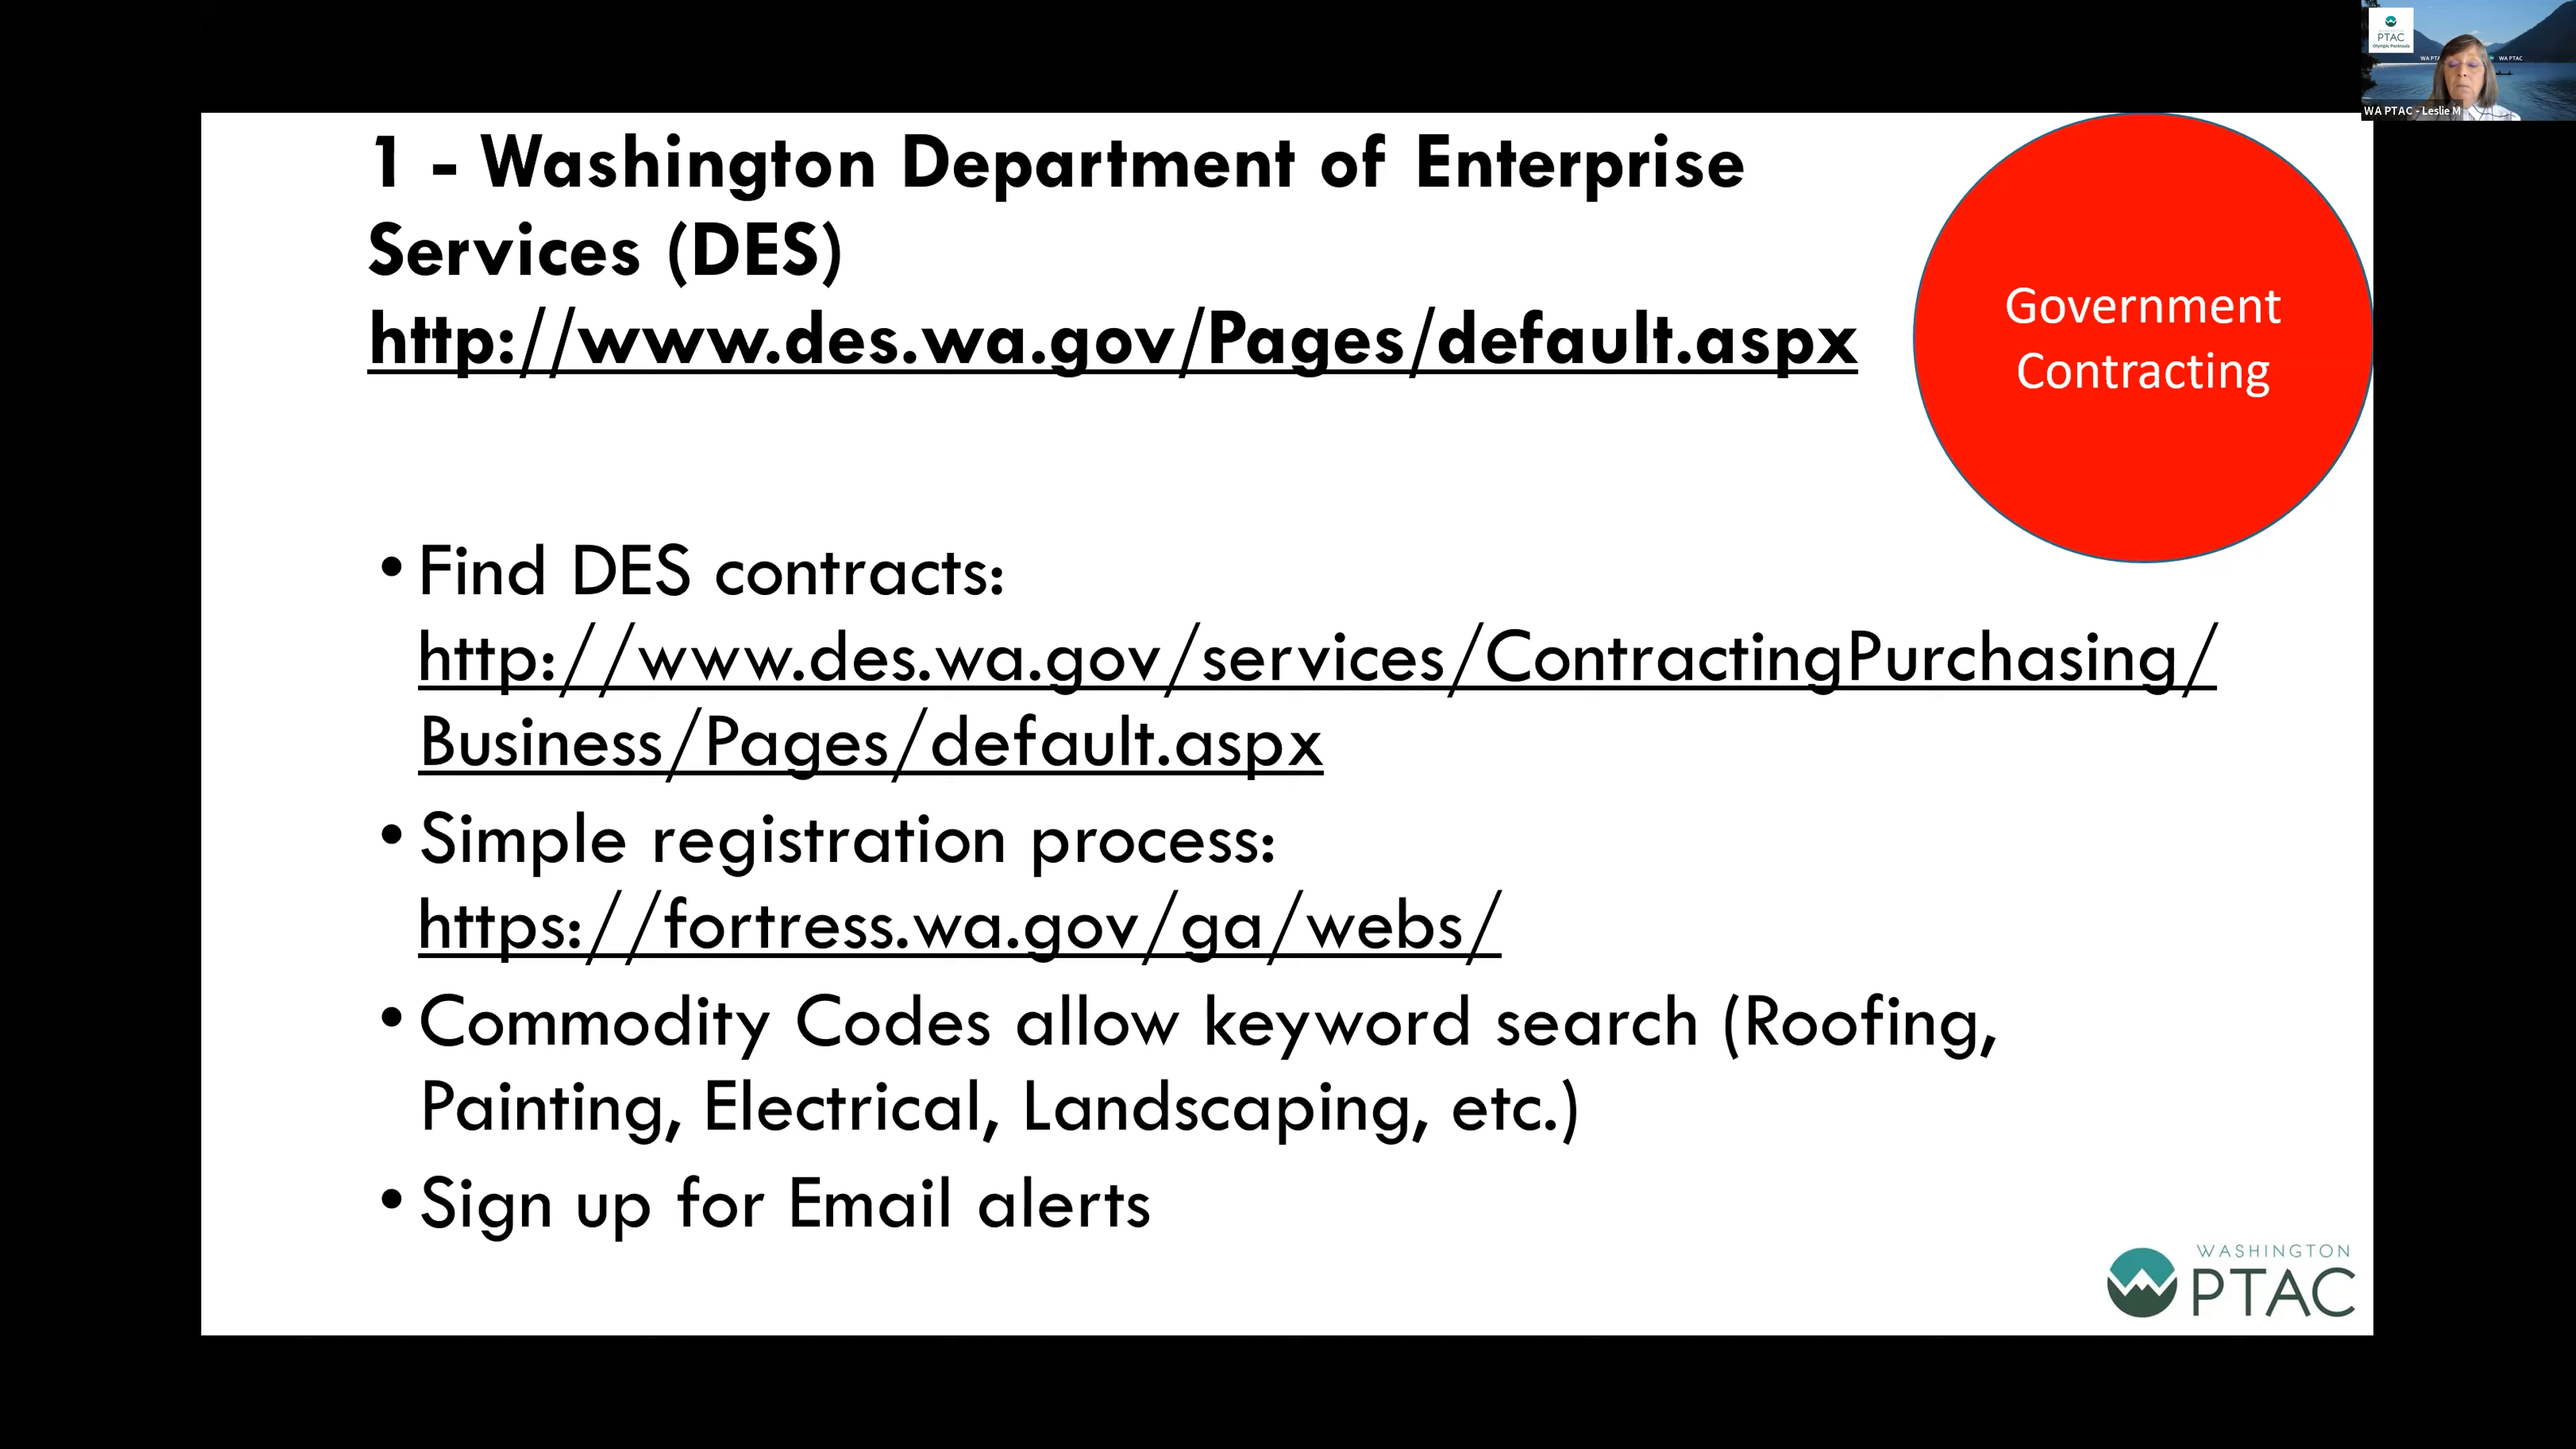 1 - Washington Department of Enterprise
Services (DES)
http://www.des.wa.gov/Pages/default.aspx
Government
Contracting
• Find DES contracts:
http://www.des.wa.gov/services/ContractingPurchasing/
Business/Pages/default.aspx
• Simple registration process:
https://fortress.wa.gov/ga/webs/
• Commodity Codes allow keyword search (Roofing,
Painting, Electrical, Landscaping, etc.)
• Sign up for Email alerts
WASHINGTON
PTAC
PTAC
Olympic Peninsula
WA PTAC
WA PTAC - Leslie M